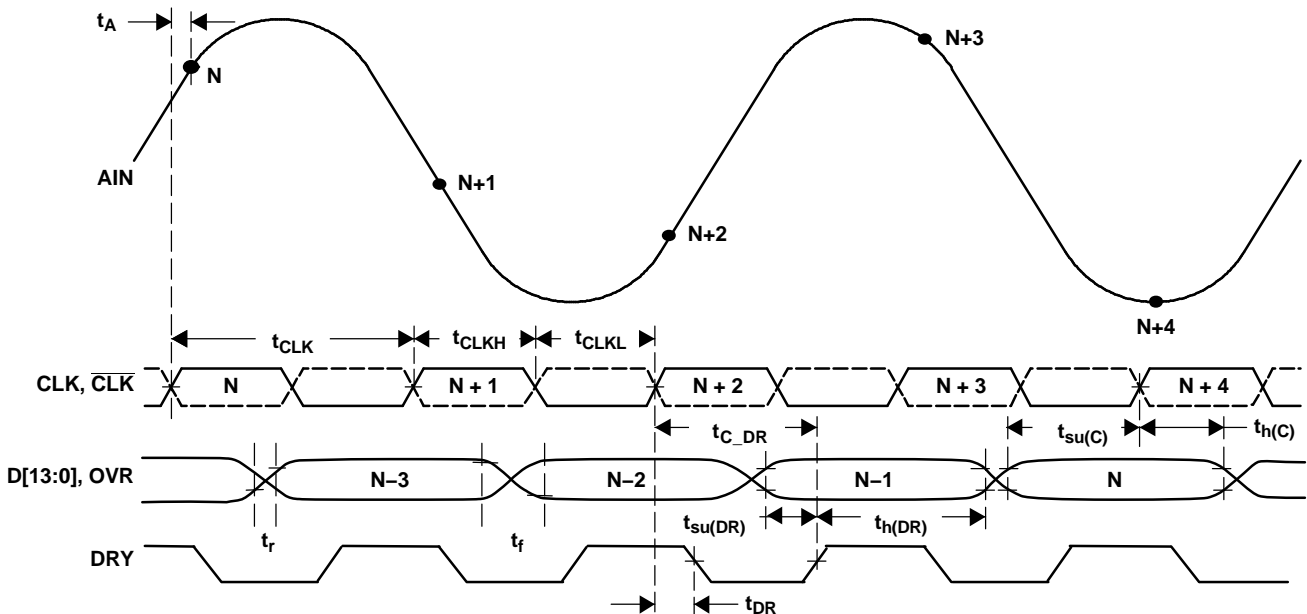 tA
N
N+3
AIN
N+1
N+2
N+4
tCLK
tCLKH
tCLKL
CLK, CLK
N
N + 1
N + 2
N + 3
N + 4
tC_DR
tsu(C)
th(C)
D[13:0], OVR
N–3
N–2
N–1
N
tr
tf
tsu(DR)
th(DR)
DRY
tDR